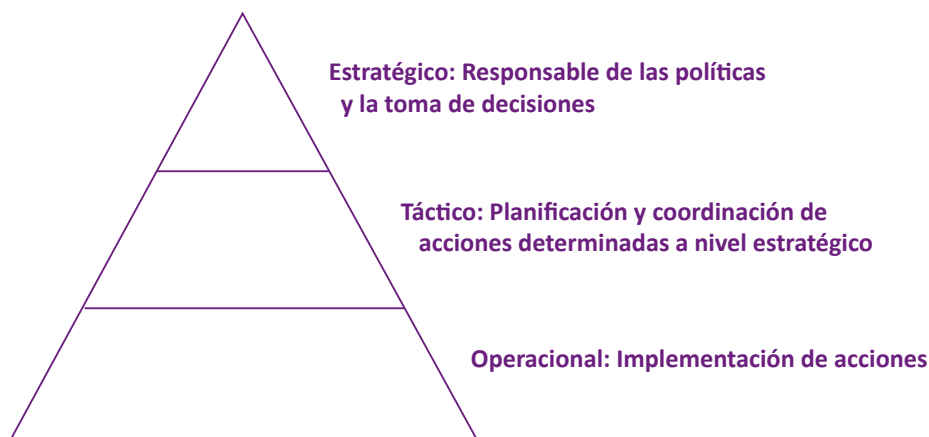 Estratégico: Responsable de las políticas
y la toma de decisiones
Táctico: Planificación y coordinación de
acciones determinadas a nivel estratégico
Operacional: Implementación de acciones